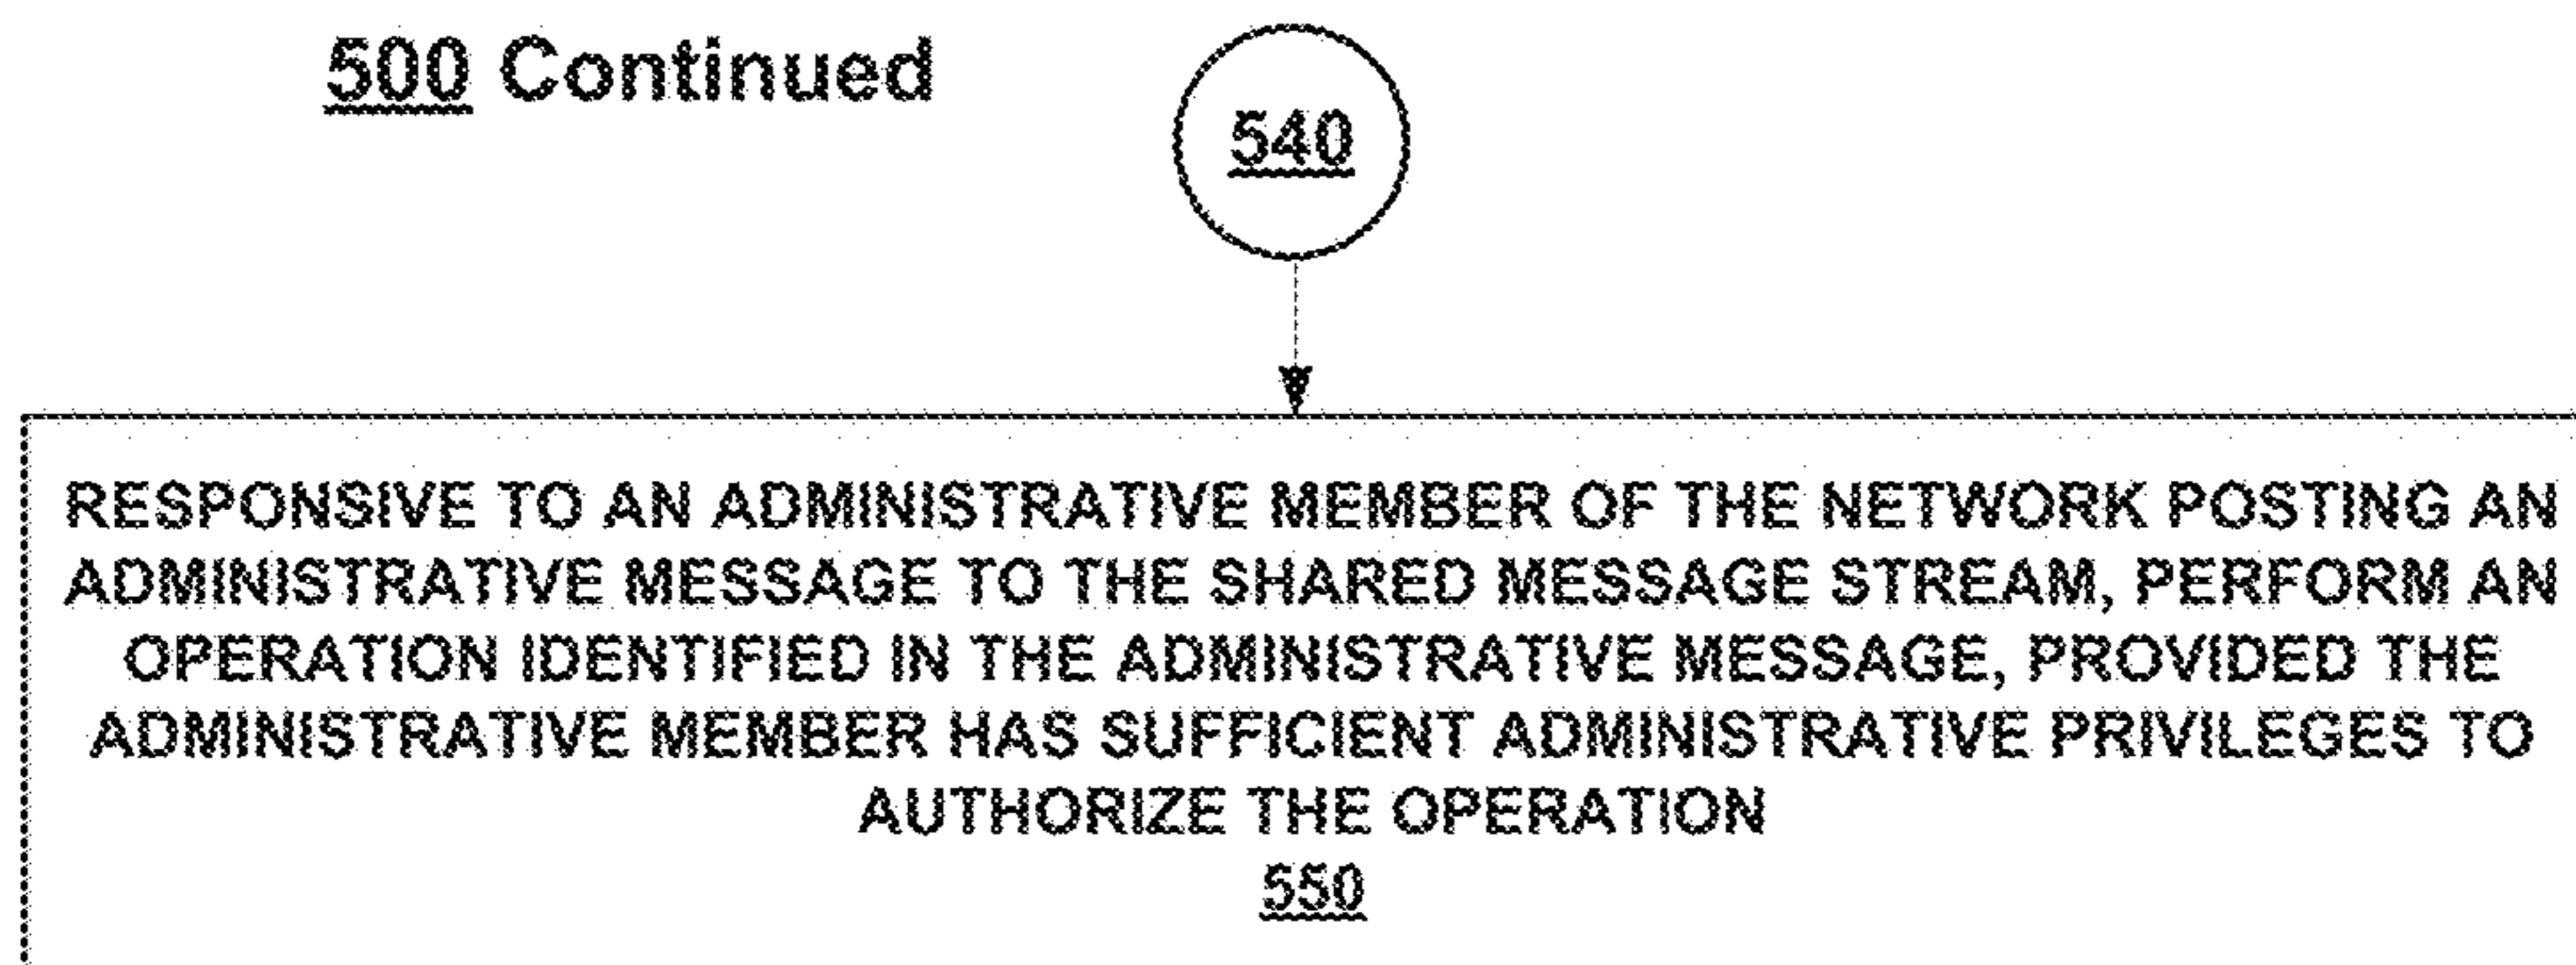 500 Continued
540
RESPONSIVE TO AN ADMINISTRATIVE MEMBER OF THE NETWORK POSTING AN
ADMINISTRATIVE MESSAGE TO THE SHARED MESSAGE STREAM, PERFORM AN
OPERATION IDENTIFIED IN THE ADMINISTRATIVE MESSAGE, PROVIDED THE
ADMINISTRATIVE MEMBER HAS SUFFICIENT ADMINISTRATIVE PRIVILEGES TO
AUTHORIZE THE OPERATION
550